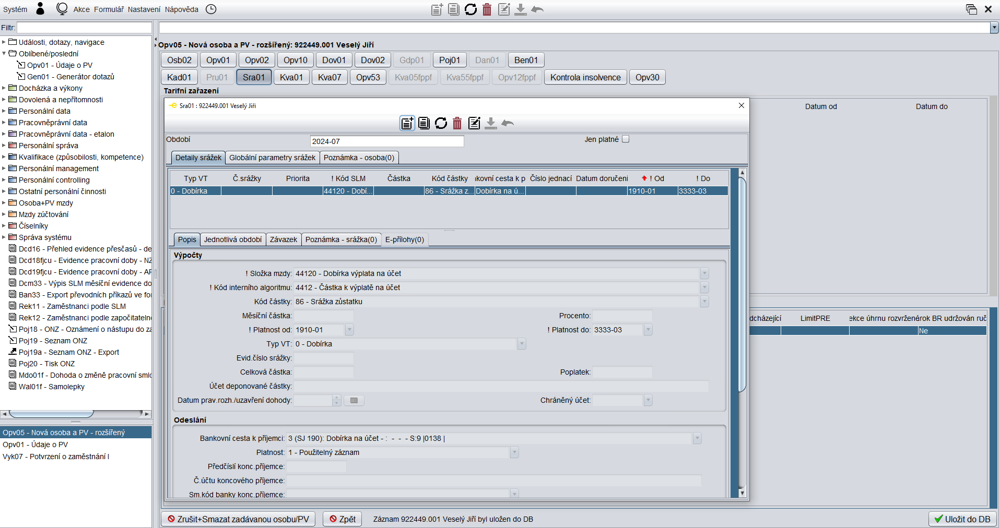 Systém Akce Formulář Nastavení Nápověda
Filtr:
Události, dotazy, navigace
Oblíbené/poslední
Opv01 - Údaje o PV
Gen01 - Generátor dotazů
Docházka a výkony
Dovolená a nepřítomnosti
Personální data
Pracovněprávní data
Pracovněprávní data - etalon
Personální správa
Kvalifikace (způsobilosti, kompetence)
Personální management
Personální controlling
Ostatní personální činnosti
Osoba+PV mzdy
Mzdy zúčtování
Číselníky
Správa systému
Dcd16 - Přehled evidence přesčasů - de
Dcd18fjcu - Evidence pracovní doby - NZ
Dcd19fjcu - Evidence pracovní doby - AF
Dcm33 - Výpis SLM měsíční evidence do
Ban33 - Export převodních příkazů ve for
Rek11 - Zaměstnanci podle SLM
Rek12 - Zaměstnanci podle započitatelno
Poj18 - ONZ - Oznámení o nástupu do za
Poj19 - Seznam ONZ
Poj19a - Seznam ONZ - Export
Poj20 - Tisk ONZ
Mdo01f - Dohoda o změně pracovní smlo
Wal01f - Samolepky
Opv05 - Nová osoba a PV - rozšířený
Opv01 - Údaje o PV
Vyk07 - Potvrzení o zaměstnání I
Opv05 - Nová osoba a PV - rozšířený: 922449.001 Veselý Jiří
Osb02 Opv01 Opv02 Opv10 Dov01 Dov02 Gdp01 Poj01 Dan01 Ben01
Kad01 Pru01 Sra01 Kva01 Kva07 Opv53 Kva05fppf Kva55fppf Opv12fppf Kontrola insolvence Opv30
Tarifní zařazení
Datum od Datum do
Sra01 : 922449.001 Veselý Jiří
Období 2024-07 Jen platné
Detaily srážek Globální parametry srážek Poznámka - osoba(0)
Typ VT Č.srážky Priorita ! Kód SLM Částka Kód částky ıkovní cesta k p Číslo jednací Datum doručeni ! Od ! Do
0 - Dobírka 44120 - Dobí... 86 - Srážka z... Dobírka na ú... 1910-01 3333-03
Popis Jednotlivá období Závazek Poznámka - srážka(0) E-přílohy(0)
Výpočty
! Složka mzdy: 44120 - Dobírka výplata na účet
! Kód interního algoritmu: 4412 - Částka k výplatě na účet
Kód částky: 86 - Srážka zůstatku
Měsíční částka: Procento:
! Platnost od: 1910-01 ! Platnost do: 3333-03
Typ VT: 0 - Dobírka
Evid.číslo srážky:
Celková částka: Poplatek:
Účet deponované částky:
Datum prav.rozh./uzavření dohody: Chráněný účet:
Odeslání
Bankovní cesta k příjemci: 3 (SJ 190): Dobírka na účet - : - - - S:9 |0138 |
Platnost: 1 - Použitelný záznam
Předčíslí konc.příjemce:
Č.účtu koncového příjemce:
Sm.kód banky konc.příjemce:
dcházející LimitPRE ekce úhrnu rozvrženérok BR udržován ruč
Ne
Zrušit+Smazat zadávanou osobu/PV Zpět Záznam 922449.001 Veselý Jiří byl uložen do DB Uložit do DB